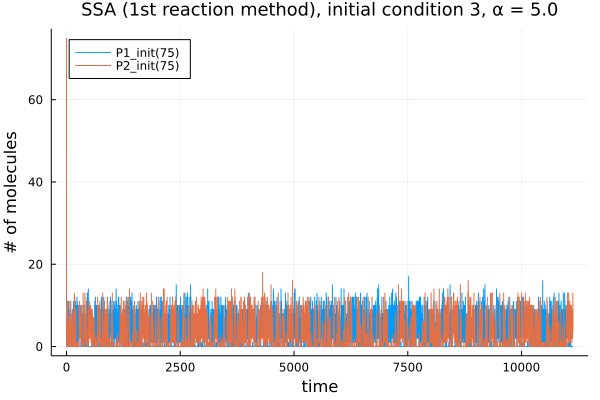 SSA (1st reaction method), initial condition 3, α = 5.0
P1_init(75)
P2_init(75)
# of molecules
60
40
20
0
0
2500
5000
7500
10000
time